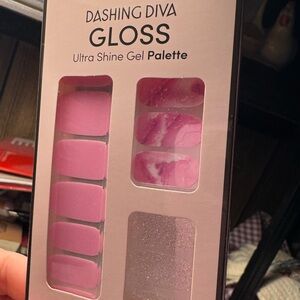 DASHING DIVA
GLOSS
Ultra Shine Gel Palette